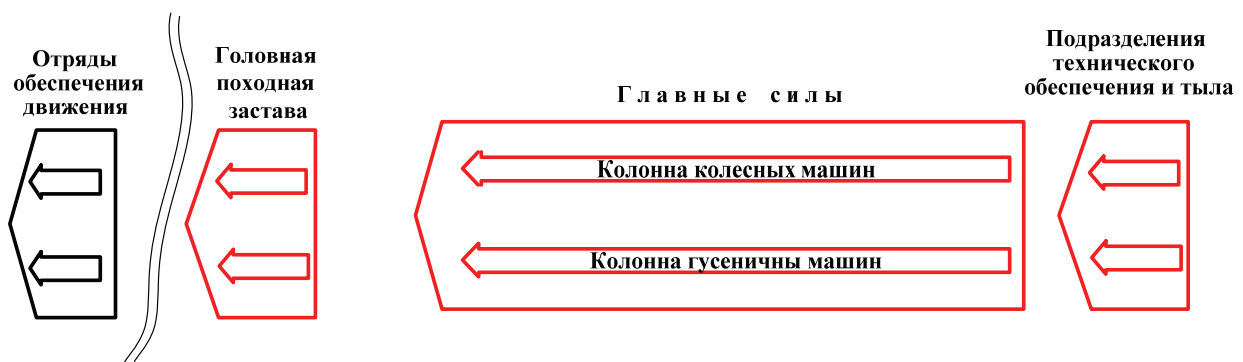 Отряды
обеспечения
движения
Головная
походная
застава
Главные силы
Колонна колесных машин
Колонна гусеничны машин
Подразделения
технического
обеспечения и тыла